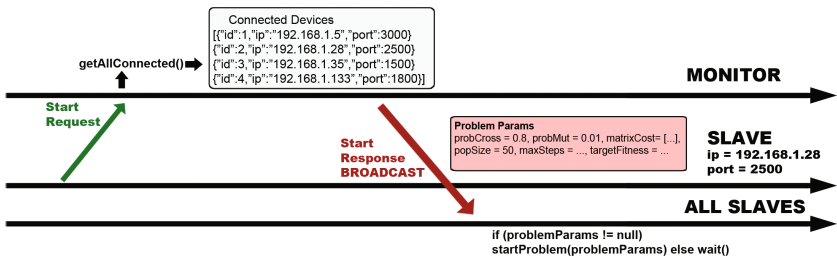 Connected Devices
[{"id":1,"ip":"192.168.1.5","port":3000}
{"id":2,"ip":"192.168.1.28","port":2500}
{"id":3,"ip":"192.168.1.35","port":1500}
{"id":4,"ip":"192.168.1.133","port":1800}]
getAllConnected()
MONITOR
Start
Request
Start
Response
BROADCAST
Problem Params
probCross = 0.8, probMut = 0.01, matrixCost= [...],
popSize = 50, maxSteps = ..., targetFitness = ...
SLAVE
ip = 192.168.1.28
port = 2500
ALL SLAVES
if (problemParams != null)
startProblem(problemParams) else wait()